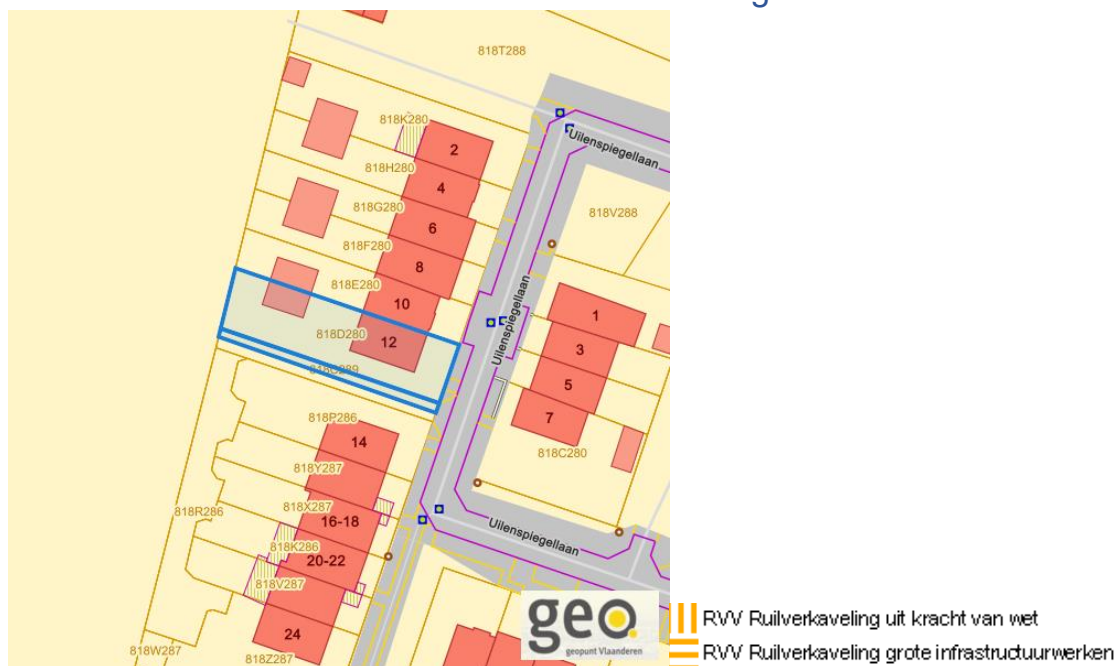 g
818T288
818K280
2
Uilenspiegellaan
818H280
4
818G280
6
818V288
818F280
8
Uilenspiegellaan
818E280
10
1
818D280
12
3
5
818P286
14
7
818C280
818Y287
818R286
818X287
16-18
Uilenspiegellaan
818K286
20-22
818V287
24
818W287
818Z287
geo
geopunt Vlaanderen
RVV Ruilverkaveling uit kracht van wet
RVV Ruilverkaveling grote infrastructuurwerken